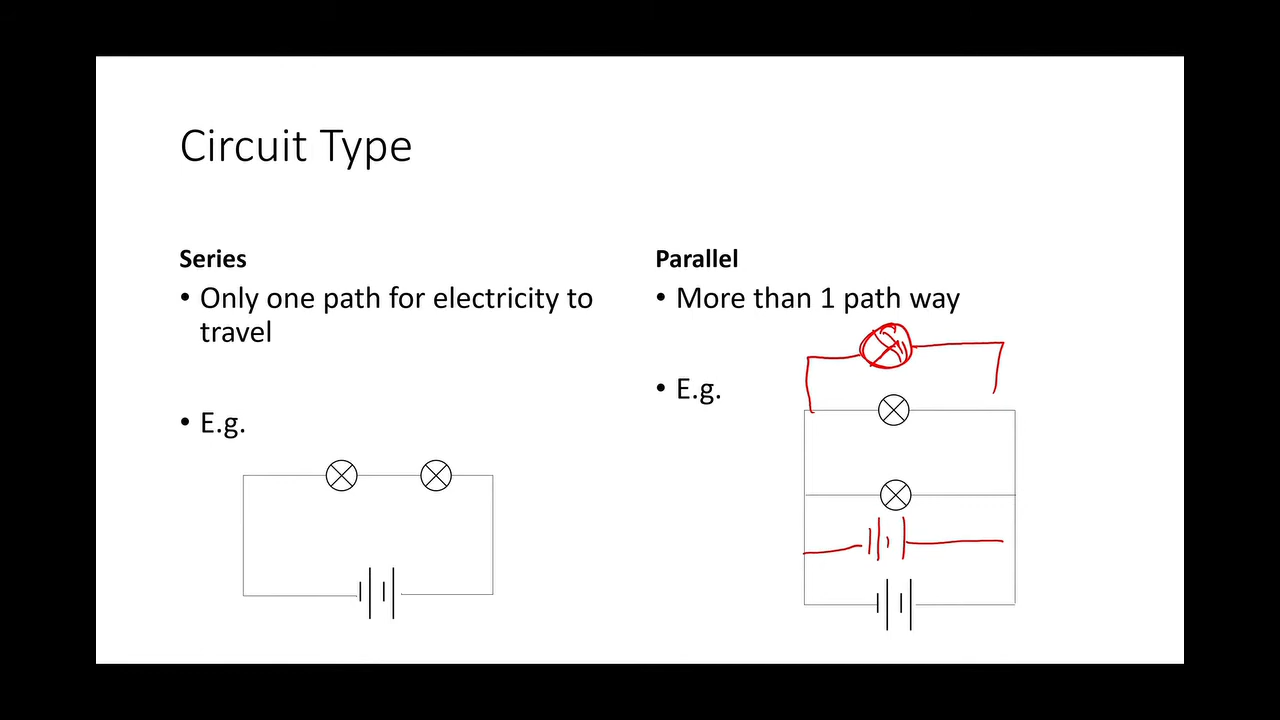 Circuit Type
Series
• Only one path for electricity to
travel
• E.g.
Parallel
• More than 1 path way
• E.g.